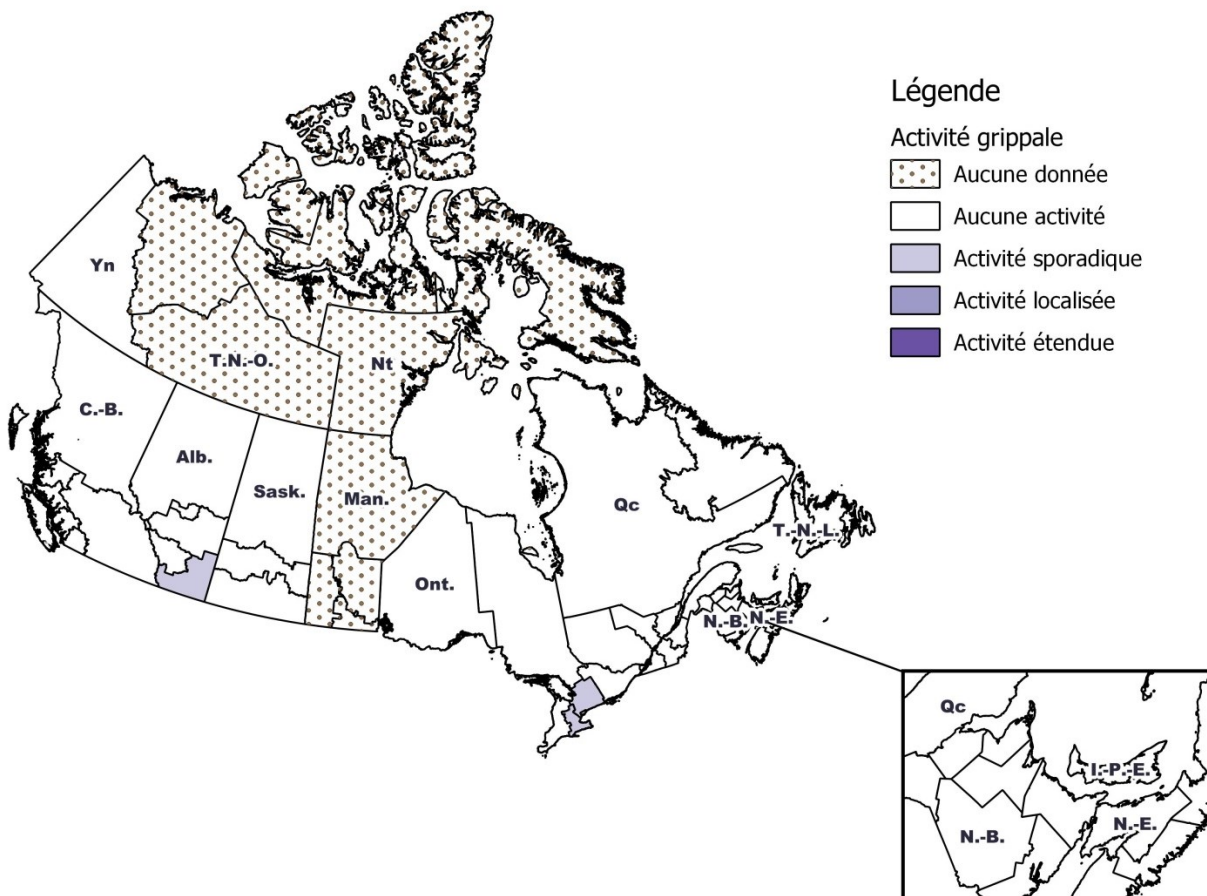 Légende
Activité grippale
Aucune donnée
Aucune activité
Activité sporadique
Activité localisée
Activité étendue
Yn
T.N.-O.
Nt
C.-B.
Alb.
Sask.
Man.
Qc
T.-N.-L.
Ont.
N.-B.
N.-E.
Qc
I.-P.-E.
N.-B.
N.-E.